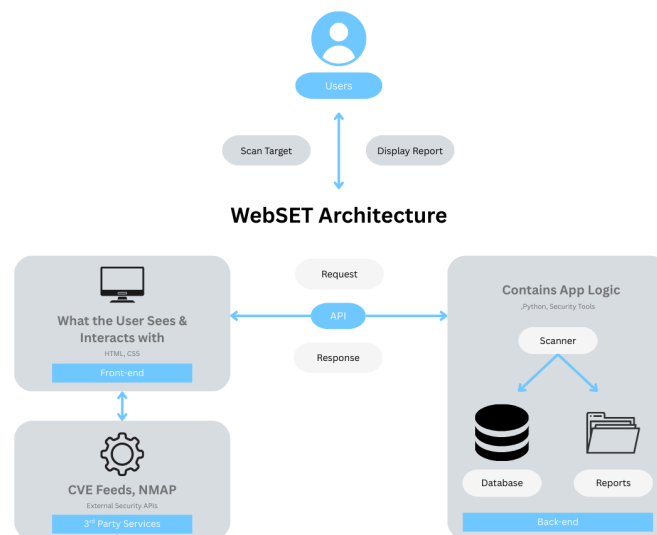 Users
Scan Target
Display Report
WebSET Architecture
What the User Sees &
Interacts with
HTML, CSS
Front-end
Request
API
Response
Contains App Logic
,Python, Security Tools
Scanner
Database
Reports
Back-end
CVE Feeds, NMAP
External Security APIs
3rd Party Services